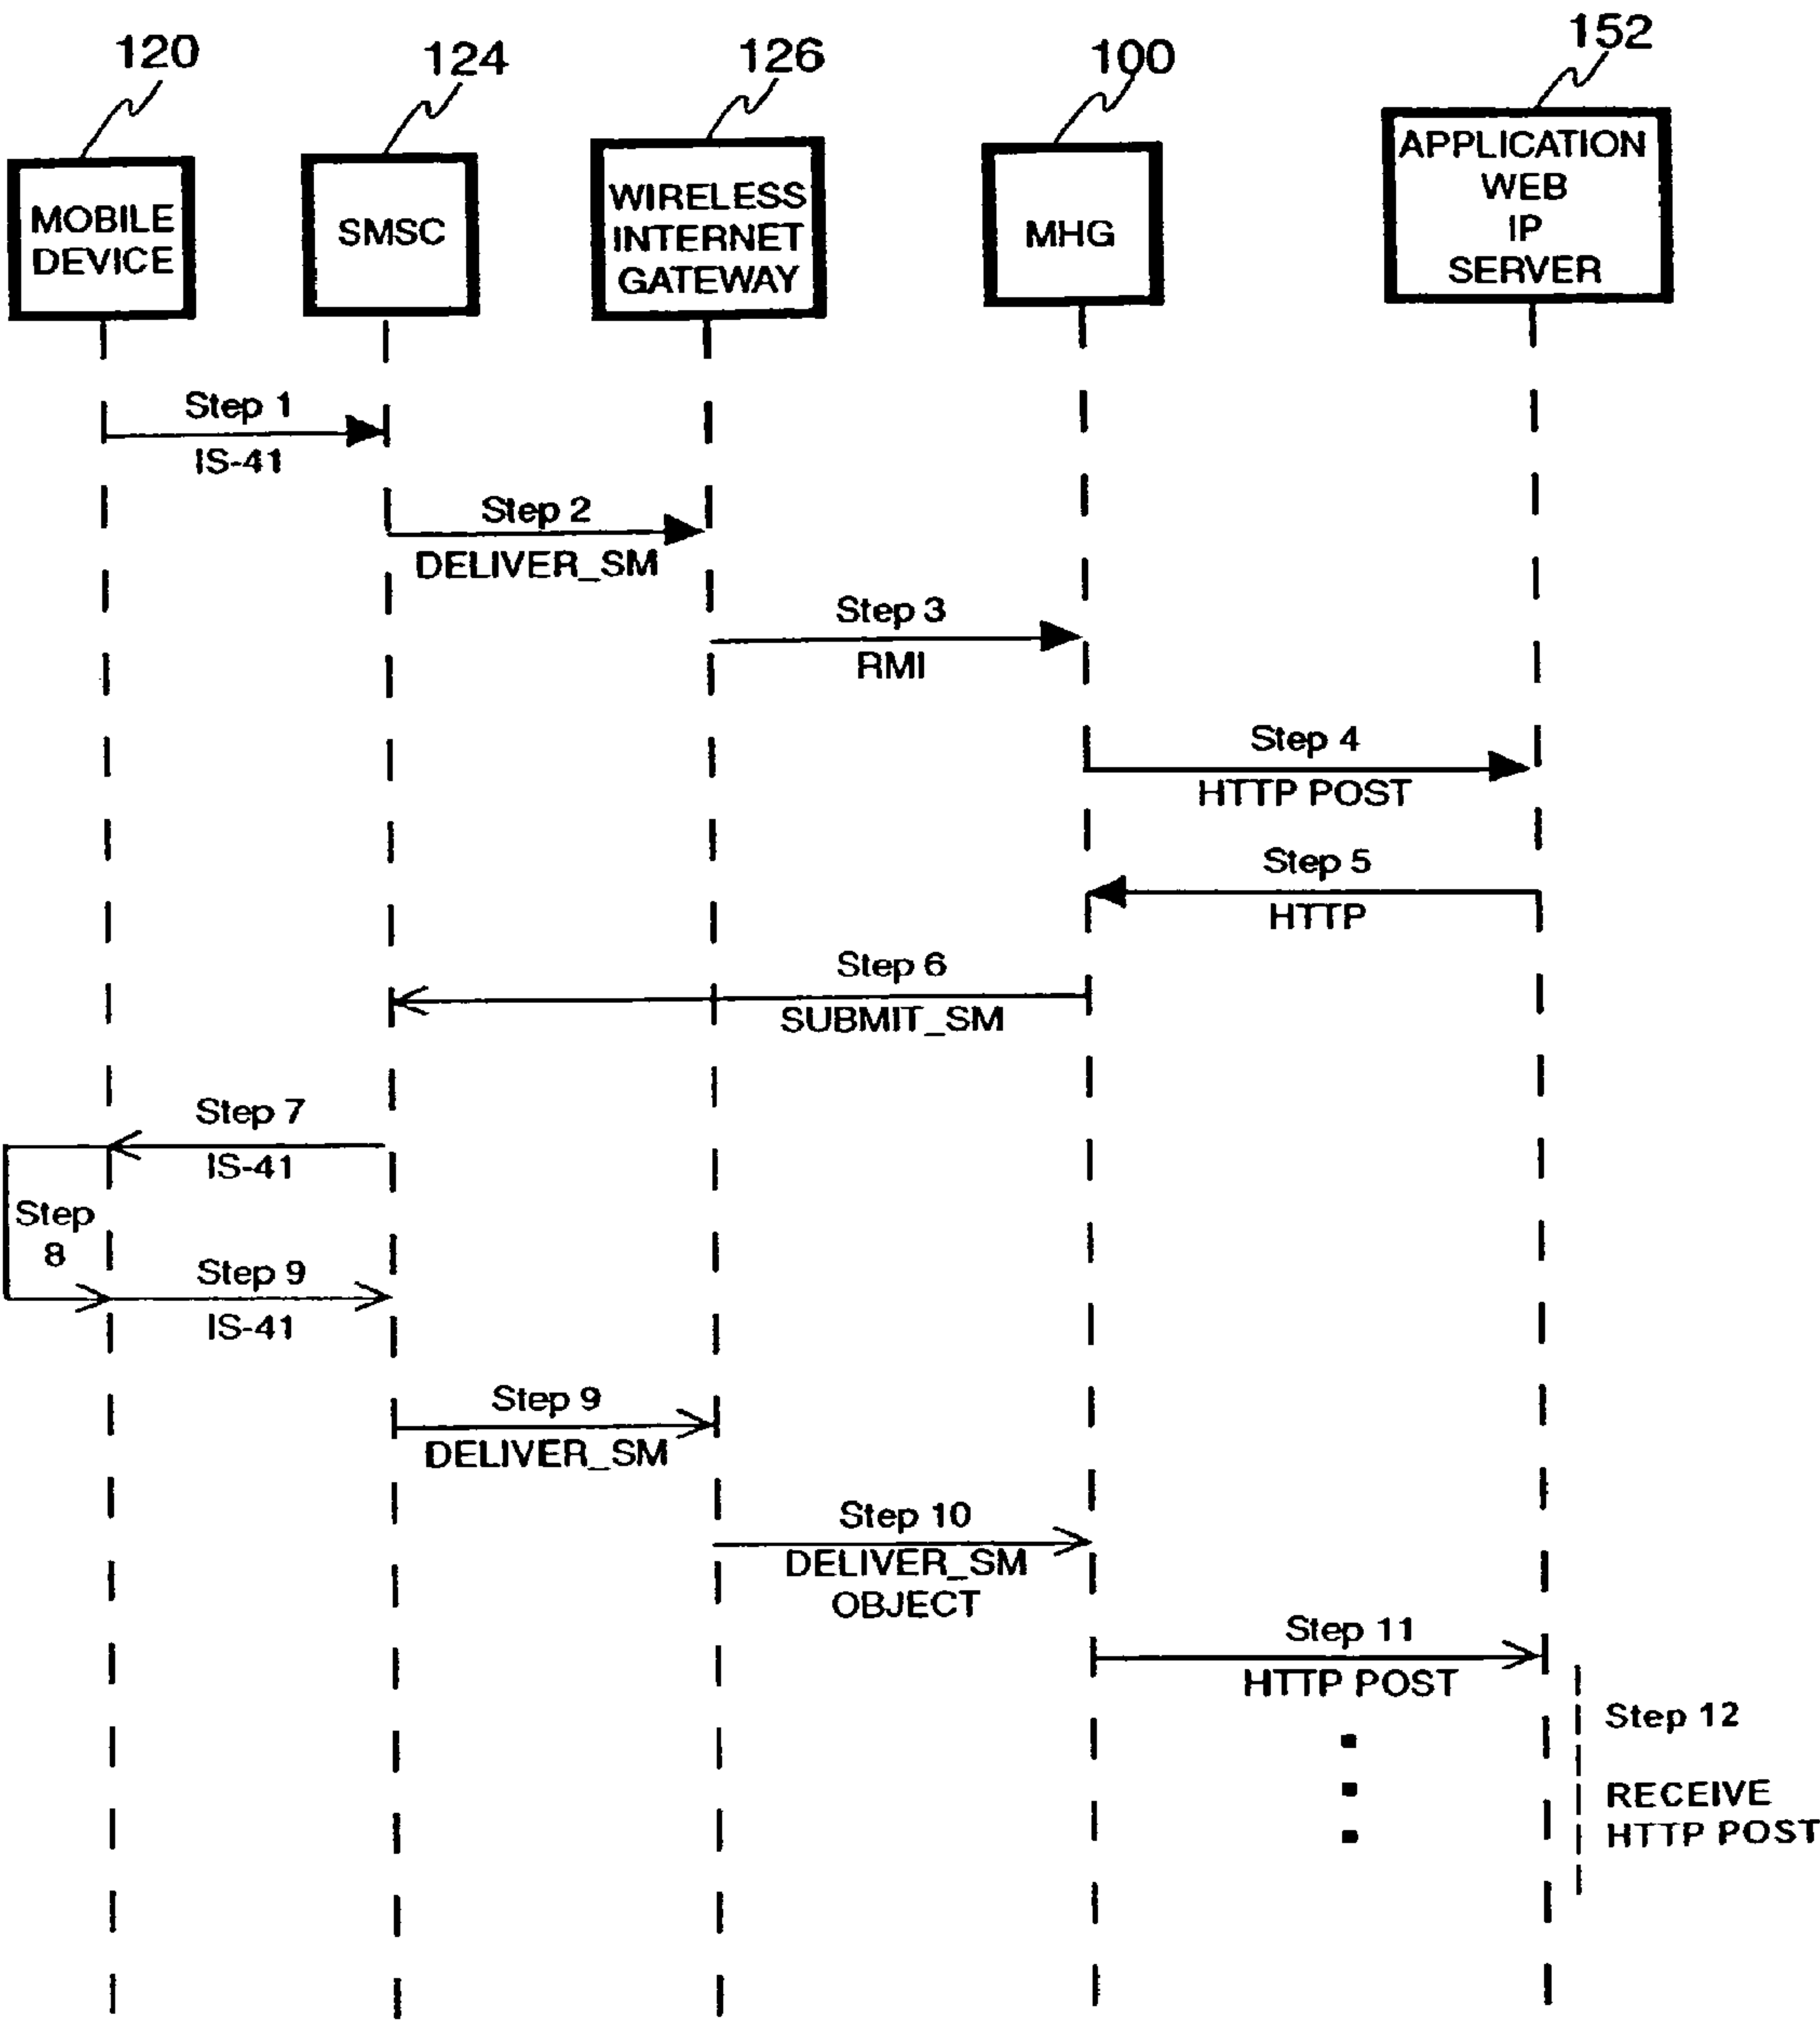 120
124
126
100
152
MOBILE
DEVICE
SMSC
WIRELESS
INTERNET
GATEWAY
MHG
APPLICATION
WEB
IP
SERVER
Step 1
IS-41
Step 2
DELIVER_SM
Step 3
RMI
Step 4
HTTP POST
Step 5
HTTP
Step 6
SUBMIT_SM
Step 7
IS-41
Step
8
Step 9
IS-41
Step 9
DELIVER_SM
Step 10
DELIVER_SM
OBJECT
Step 11
HTTP POST
Step 12
RECEIVE
HTTP POST